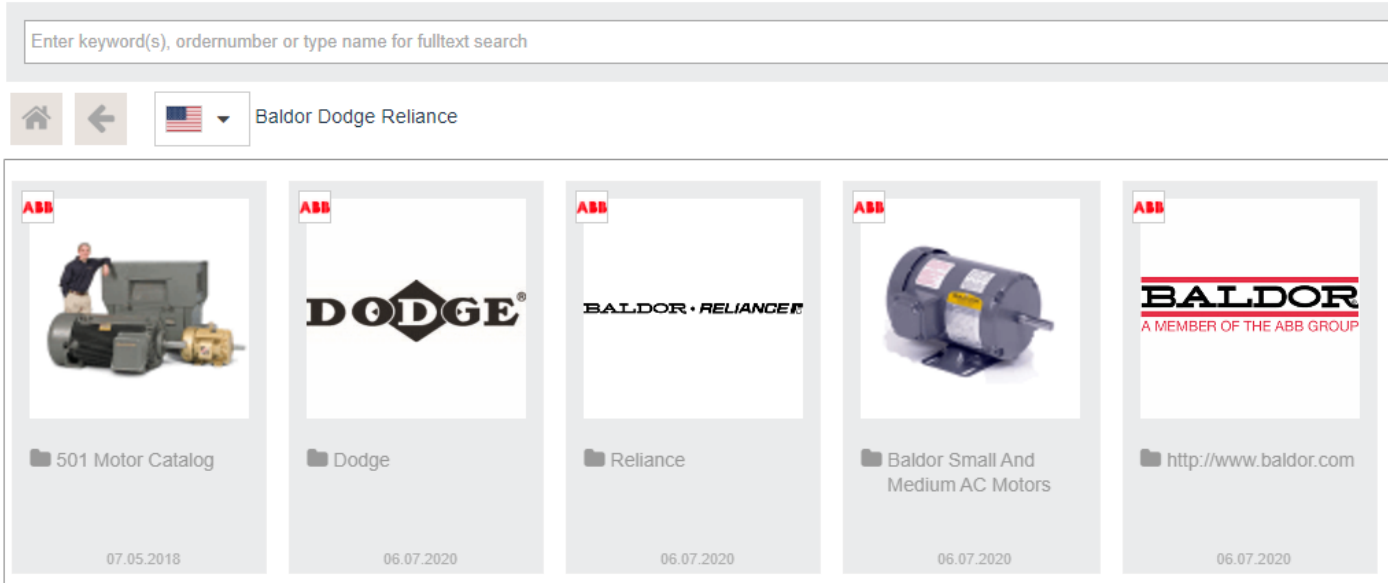 Enter keyword(s), ordernumber or type name for fulltext search
Baldor Dodge Reliance
ABB
ABB
ABB
ABB
ABB
DODGE®
BALDOR • RELIANCE
BALDOR
A MEMBER OF THE ABB GROUP
501 Motor Catalog
Dodge
Reliance
Baldor Small And
Medium AC Motors
http://www.baldor.com
07.05.2018
06.07.2020
06.07.2020
06.07.2020
06.07.2020